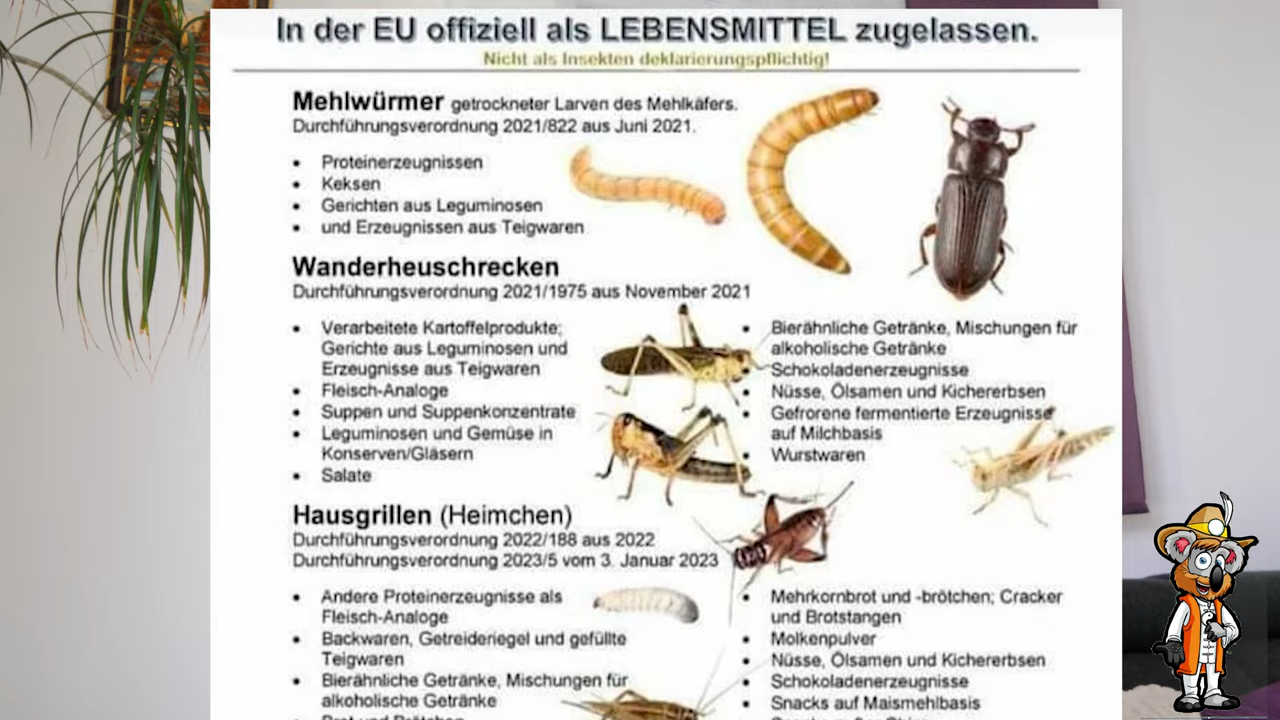 In der EU offiziell als LEBENSMITTEL zugelassen.
Nicht als Insekten deklarierungspflichtig!
Mehlwürmer getrockneter Larven des Mehlkäfers.
Durchführungsverordnung 2021/822 aus Juni 2021.
• Proteinerzeugnissen
• Keksen
• Gerichten aus Leguminosen
• und Erzeugnissen aus Teigwaren
Wanderheuschrecken
Durchführungsverordnung 2021/1975 aus November 2021
• Verarbeitete Kartoffelprodukte;
Gerichte aus Leguminosen und
Erzeugnisse aus Teigwaren
• Fleisch-Analoge
• Suppen und Suppenkonzentrate
• Leguminosen und Gemüse in
Konserven/Gläsern
• Salate
• Bierähnliche Getränke, Mischungen für
alkoholische Getränke
• Schokoladenerzeugnisse
• Nüsse, Ölsamen und Kichererbsen
• Gefrorene fermentierte Erzeugnisse
auf Milchbasis
• Wurstwaren
Hausgrillen (Heimchen)
Durchführungsverordnung 2022/188 aus 2022
Durchführungsverordnung 2023/5 vom 3. Januar 2023
• Andere Proteinerzeugnisse als
Fleisch-Analoge
• Backwaren, Getreideriegel und gefüllte
Teigwaren
• Bierähnliche Getränke, Mischungen für
alkoholische Getränke
• Mehrkornbrot und -brötchen; Cracker
und Brotstangen
• Molkenpulver
• Nüsse, Ölsamen und Kichererbsen
• Schokoladenerzeugnisse
• Snacks auf Maismehlbasis